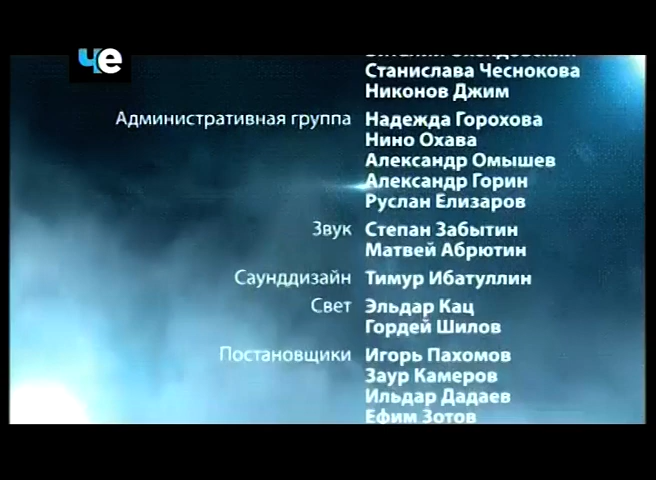 че
Станислава Чеснокова
Никонов Джим
Административная группа Надежда Горохова
Нино Охава
Александр Омышев
Александр Горин
Руслан Елизаров
Звук Степан Забытин
Матвей Абрютин
Саунддизайн Тимур Ибатуллин
Свет Эльдар Кац
Гордей Шилов
Постановщики Игорь Пахомов
Заур Камеров
Ильдар Дадаев
Ефим Зотов